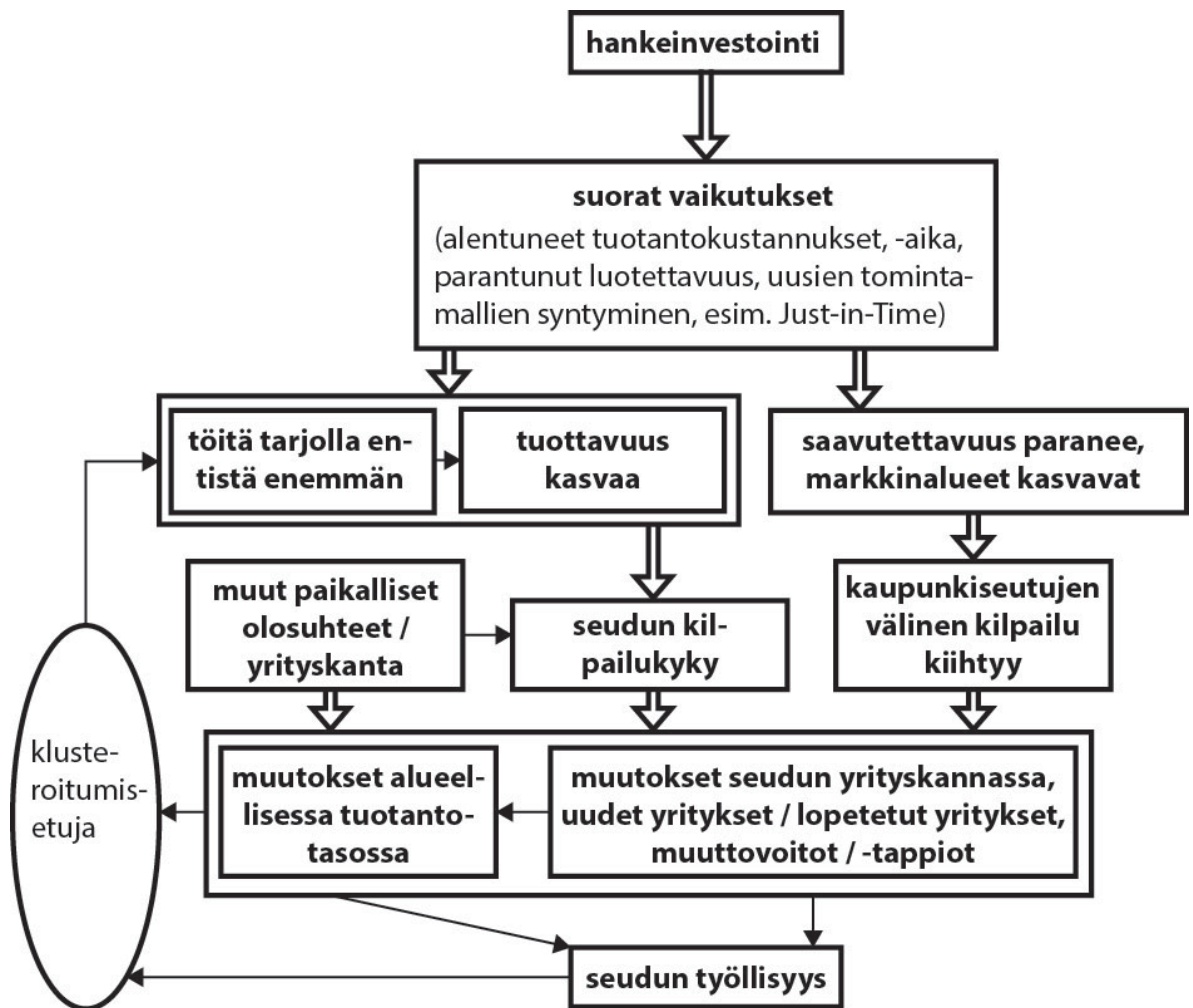 hankeinvestointi
suorat vaikutukset
(alentuneet tuotantokustannukset, -aika,
parantunut luotettavuus, uusien tominta-
mallien syntyminen, esim. Just-in-Time)
töitä tarjolla en-
tistä enemmän
tuottavuus
kasvaa
saavutettavuus paranee,
markkinalueet kasvavat
muut paikalliset
olosuhteet /
yrityskanta
seudun kil-
pailukyky
kaupunkiseutujen
välinen kilpailu
kiihtyy
kluste-
roitumis-
etuja
muutokset alueel-
lisessa tuotanto-
tasossa
muutokset seudun yrityskannassa,
uudet yritykset / lopetetut yritykset,
muuttovoitot / -tappiot
seudun työllisyys